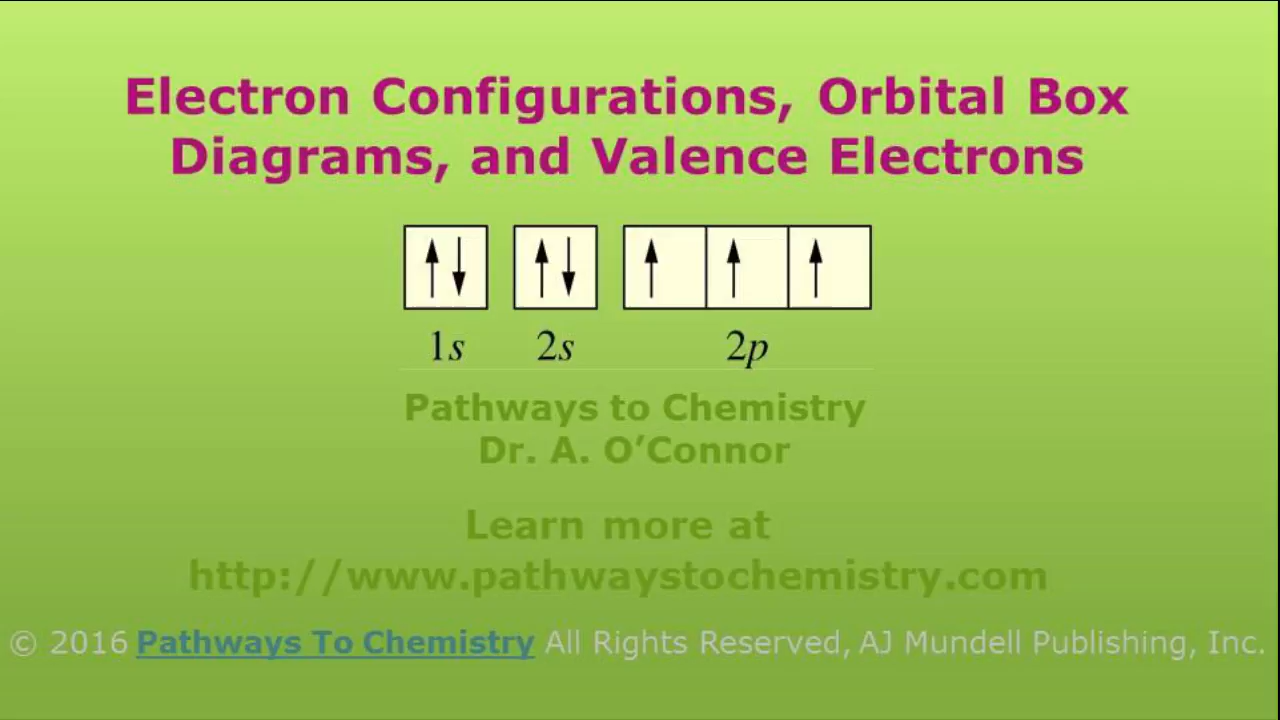 Electron Configurations, Orbital Box
Diagrams, and Valence Electrons
1s 2s 2p
Pathways to Chemistry
Dr. A. O’Connor
Learn more at
http://www.pathwaystochemistry.com
© 2016 Pathways To Chemistry All Rights Reserved, AJ Mundell Publishing, Inc.